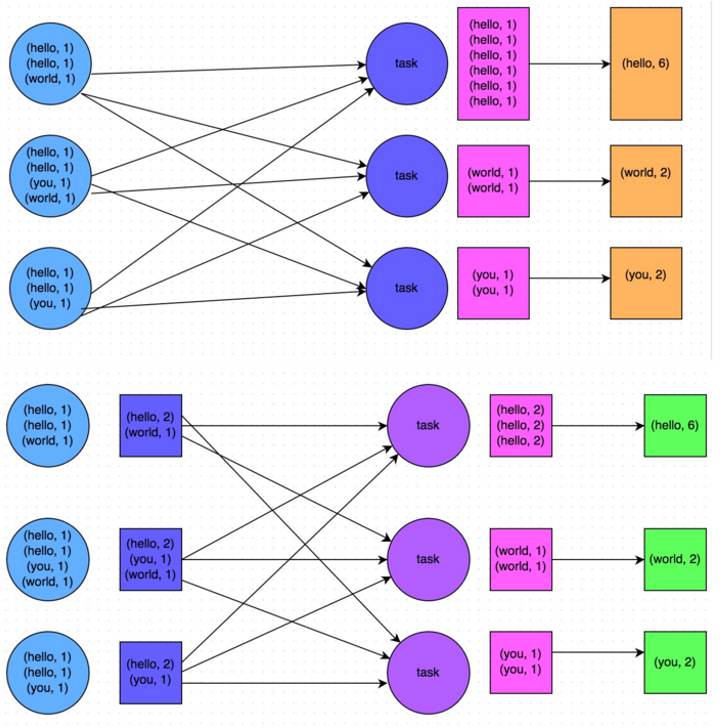 (hello, 1)
(hello, 1)
(world, 1)
task
(hello, 1)
(hello, 1)
(hello, 1)
(hello, 1)
(hello, 1)
(hello, 1)
(hello, 6)
(hello, 1)
(hello, 1)
(you, 1)
(world, 1)
task
(world, 1)
(world, 1)
(world, 2)
(hello, 1)
(hello, 1)
(you, 1)
task
(you, 1)
(you, 1)
(you, 2)
(hello, 1)
(hello, 1)
(world, 1)
(hello, 2)
(world, 1)
task
(hello, 2)
(hello, 2)
(hello, 2)
(hello, 6)
(hello, 1)
(hello, 1)
(you, 1)
(world, 1)
(hello, 2)
(you, 1)
(world, 1)
task
(world, 1)
(world, 1)
(world, 2)
(hello, 1)
(hello, 1)
(you, 1)
(hello, 2)
(you, 1)
task
(you, 1)
(you, 1)
(you, 2)